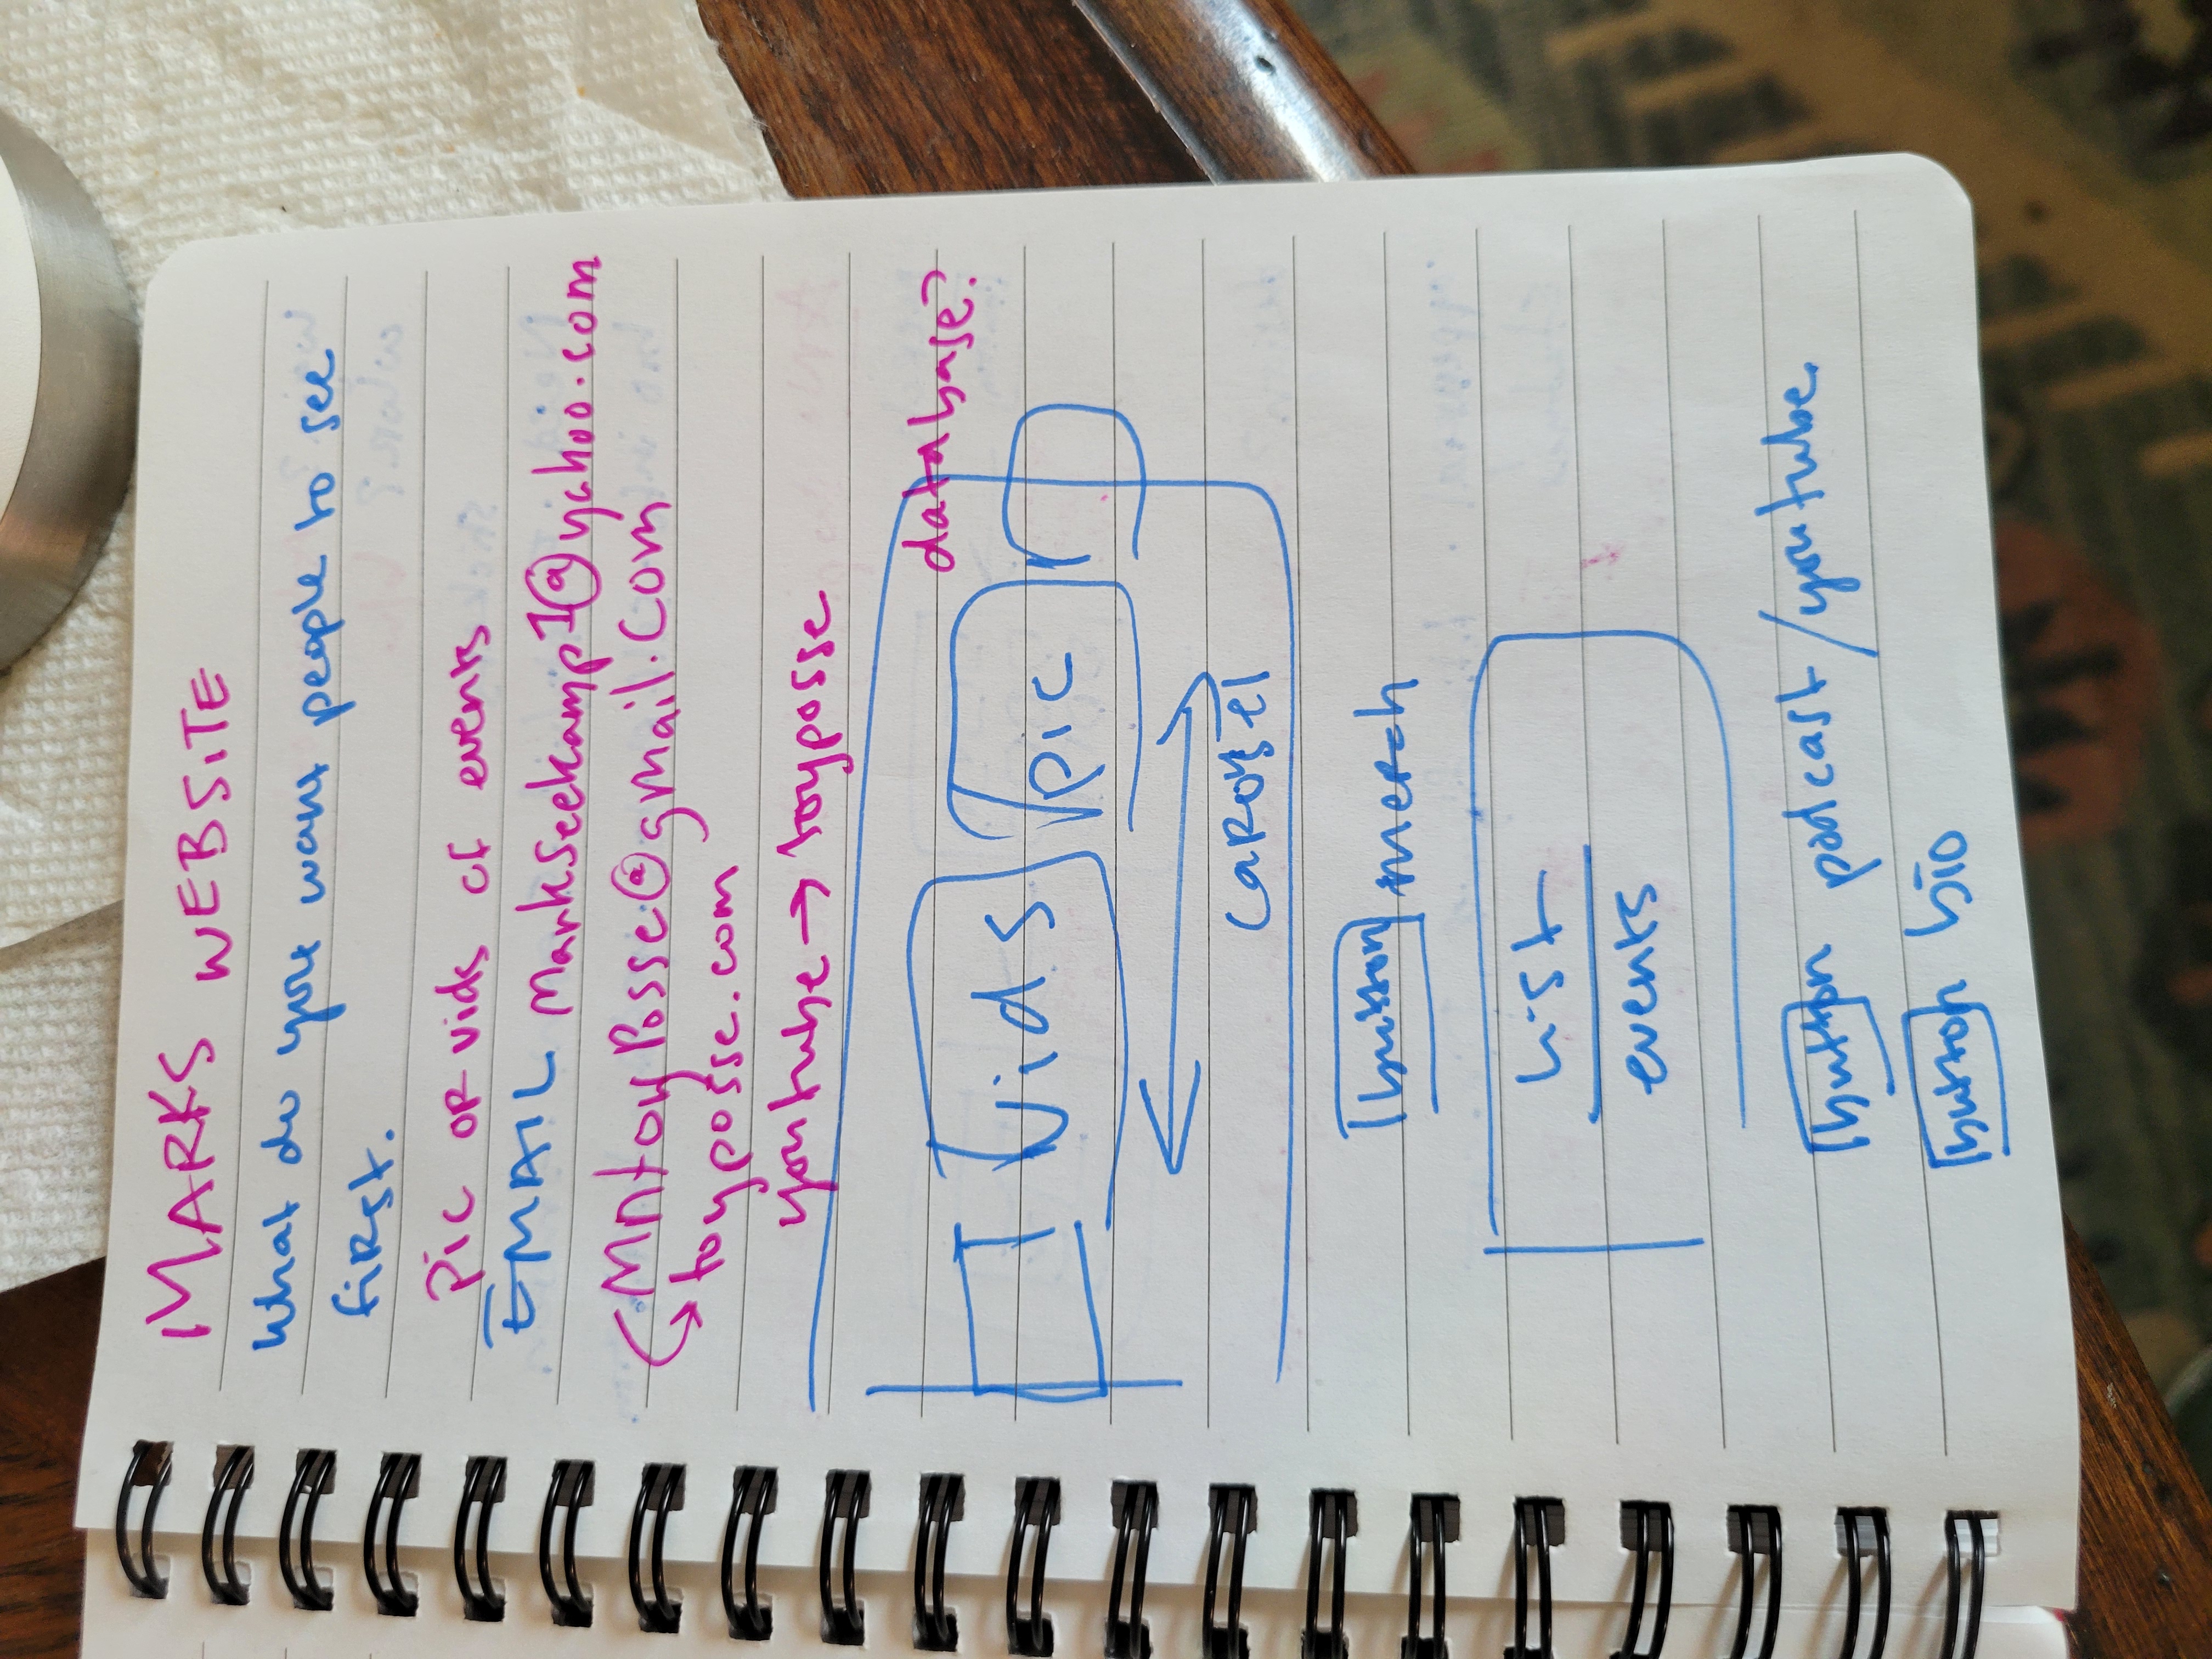 MARKS WEBSITE
What do you want people to see
first.
Pic or vids of events
EMAIL Markseekamp1@yahoo.com
MntoyPosse@gmail.com
toyposse.com
youtube → toyposse
database?
vids pic
carousel
button merch
list
events
button podcast/youtube
button bio